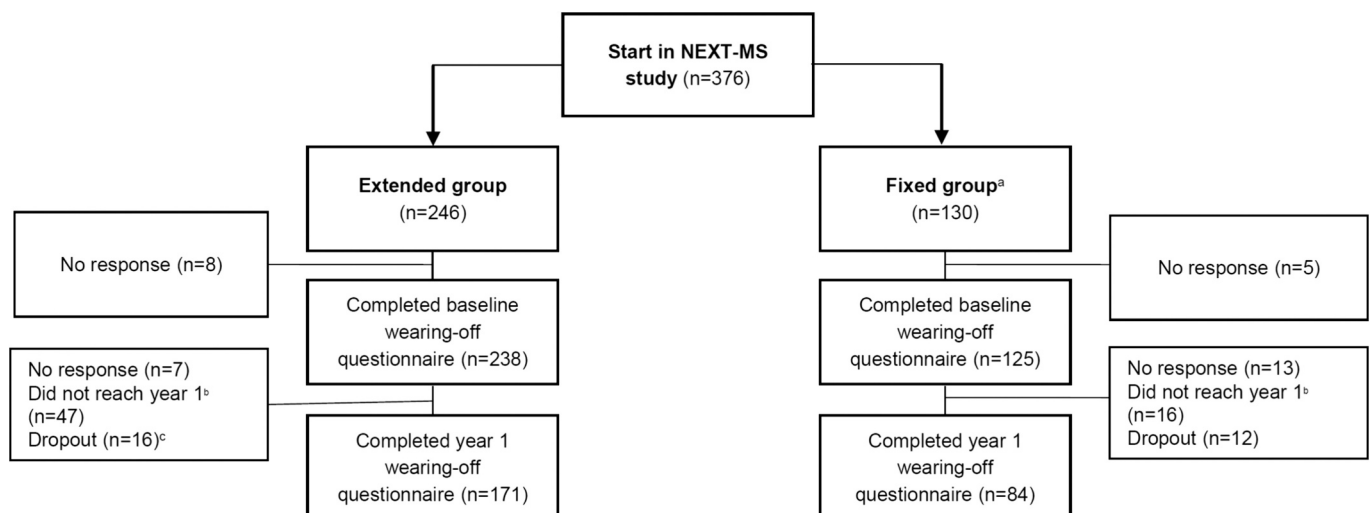 Start in NEXT-MS
study (n=376)
Extended group
(n=246)
Fixed groupᵃ
(n=130)
No response (n=8)
No response (n=5)
Completed baseline
wearing-off
questionnaire (n=238)
Completed baseline
wearing-off
questionnaire (n=125)
No response (n=7)
Did not reach year 1ᵇ
(n=47)
Dropout (n=16)ᶜ
No response (n=13)
Did not reach year 1ᵇ
(n=16)
Dropout (n=12)
Completed year 1
wearing-off
questionnaire (n=171)
Completed year 1
wearing-off
questionnaire (n=84)